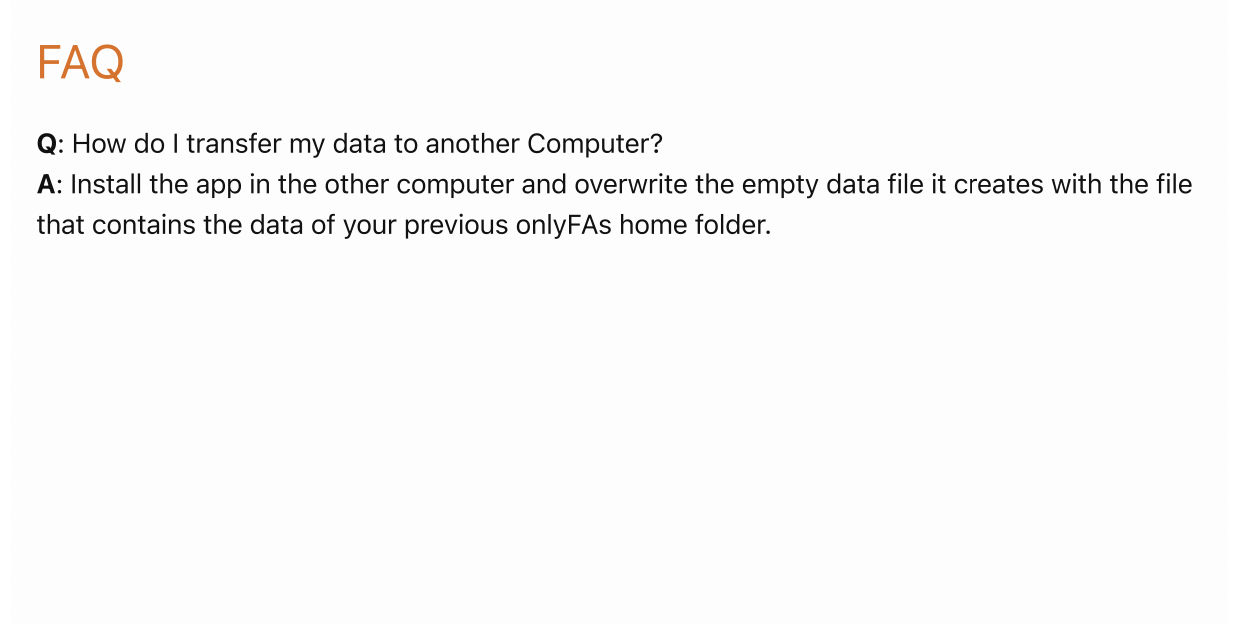 FAQ
Q: How do I transfer my data to another Computer?
A: Install the app in the other computer and overwrite the empty data file it creates with the file
that contains the data of your previous onlyFAs home folder.